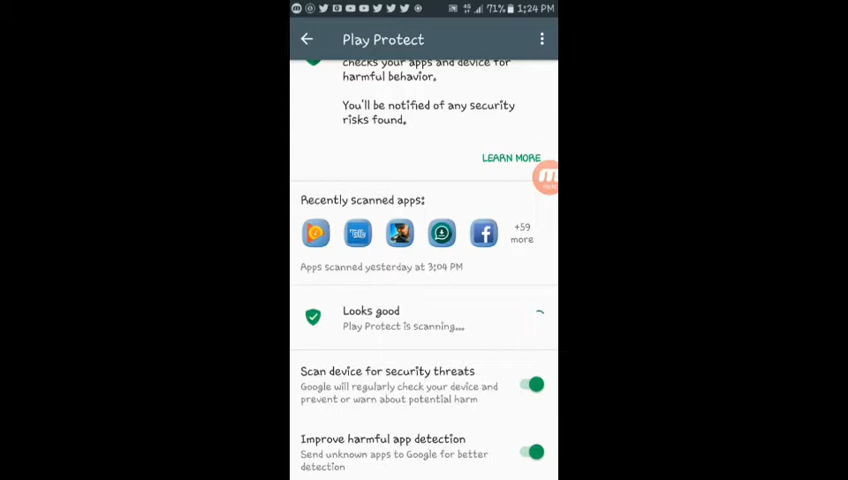 71% 1:24 PM
Play Protect
checks your apps and device for
harmful behavior.
You'll be notified of any security
risks found.
LEARN MORE
Recently scanned apps:
+59
more
Apps scanned yesterday at 3:04 PM
Looks good
Play Protect is scanning...
Scan device for security threats
Google will regularly check your device and
prevent or warn about potential harm
Improve harmful app detection
Send unknown apps to Google for better
detection